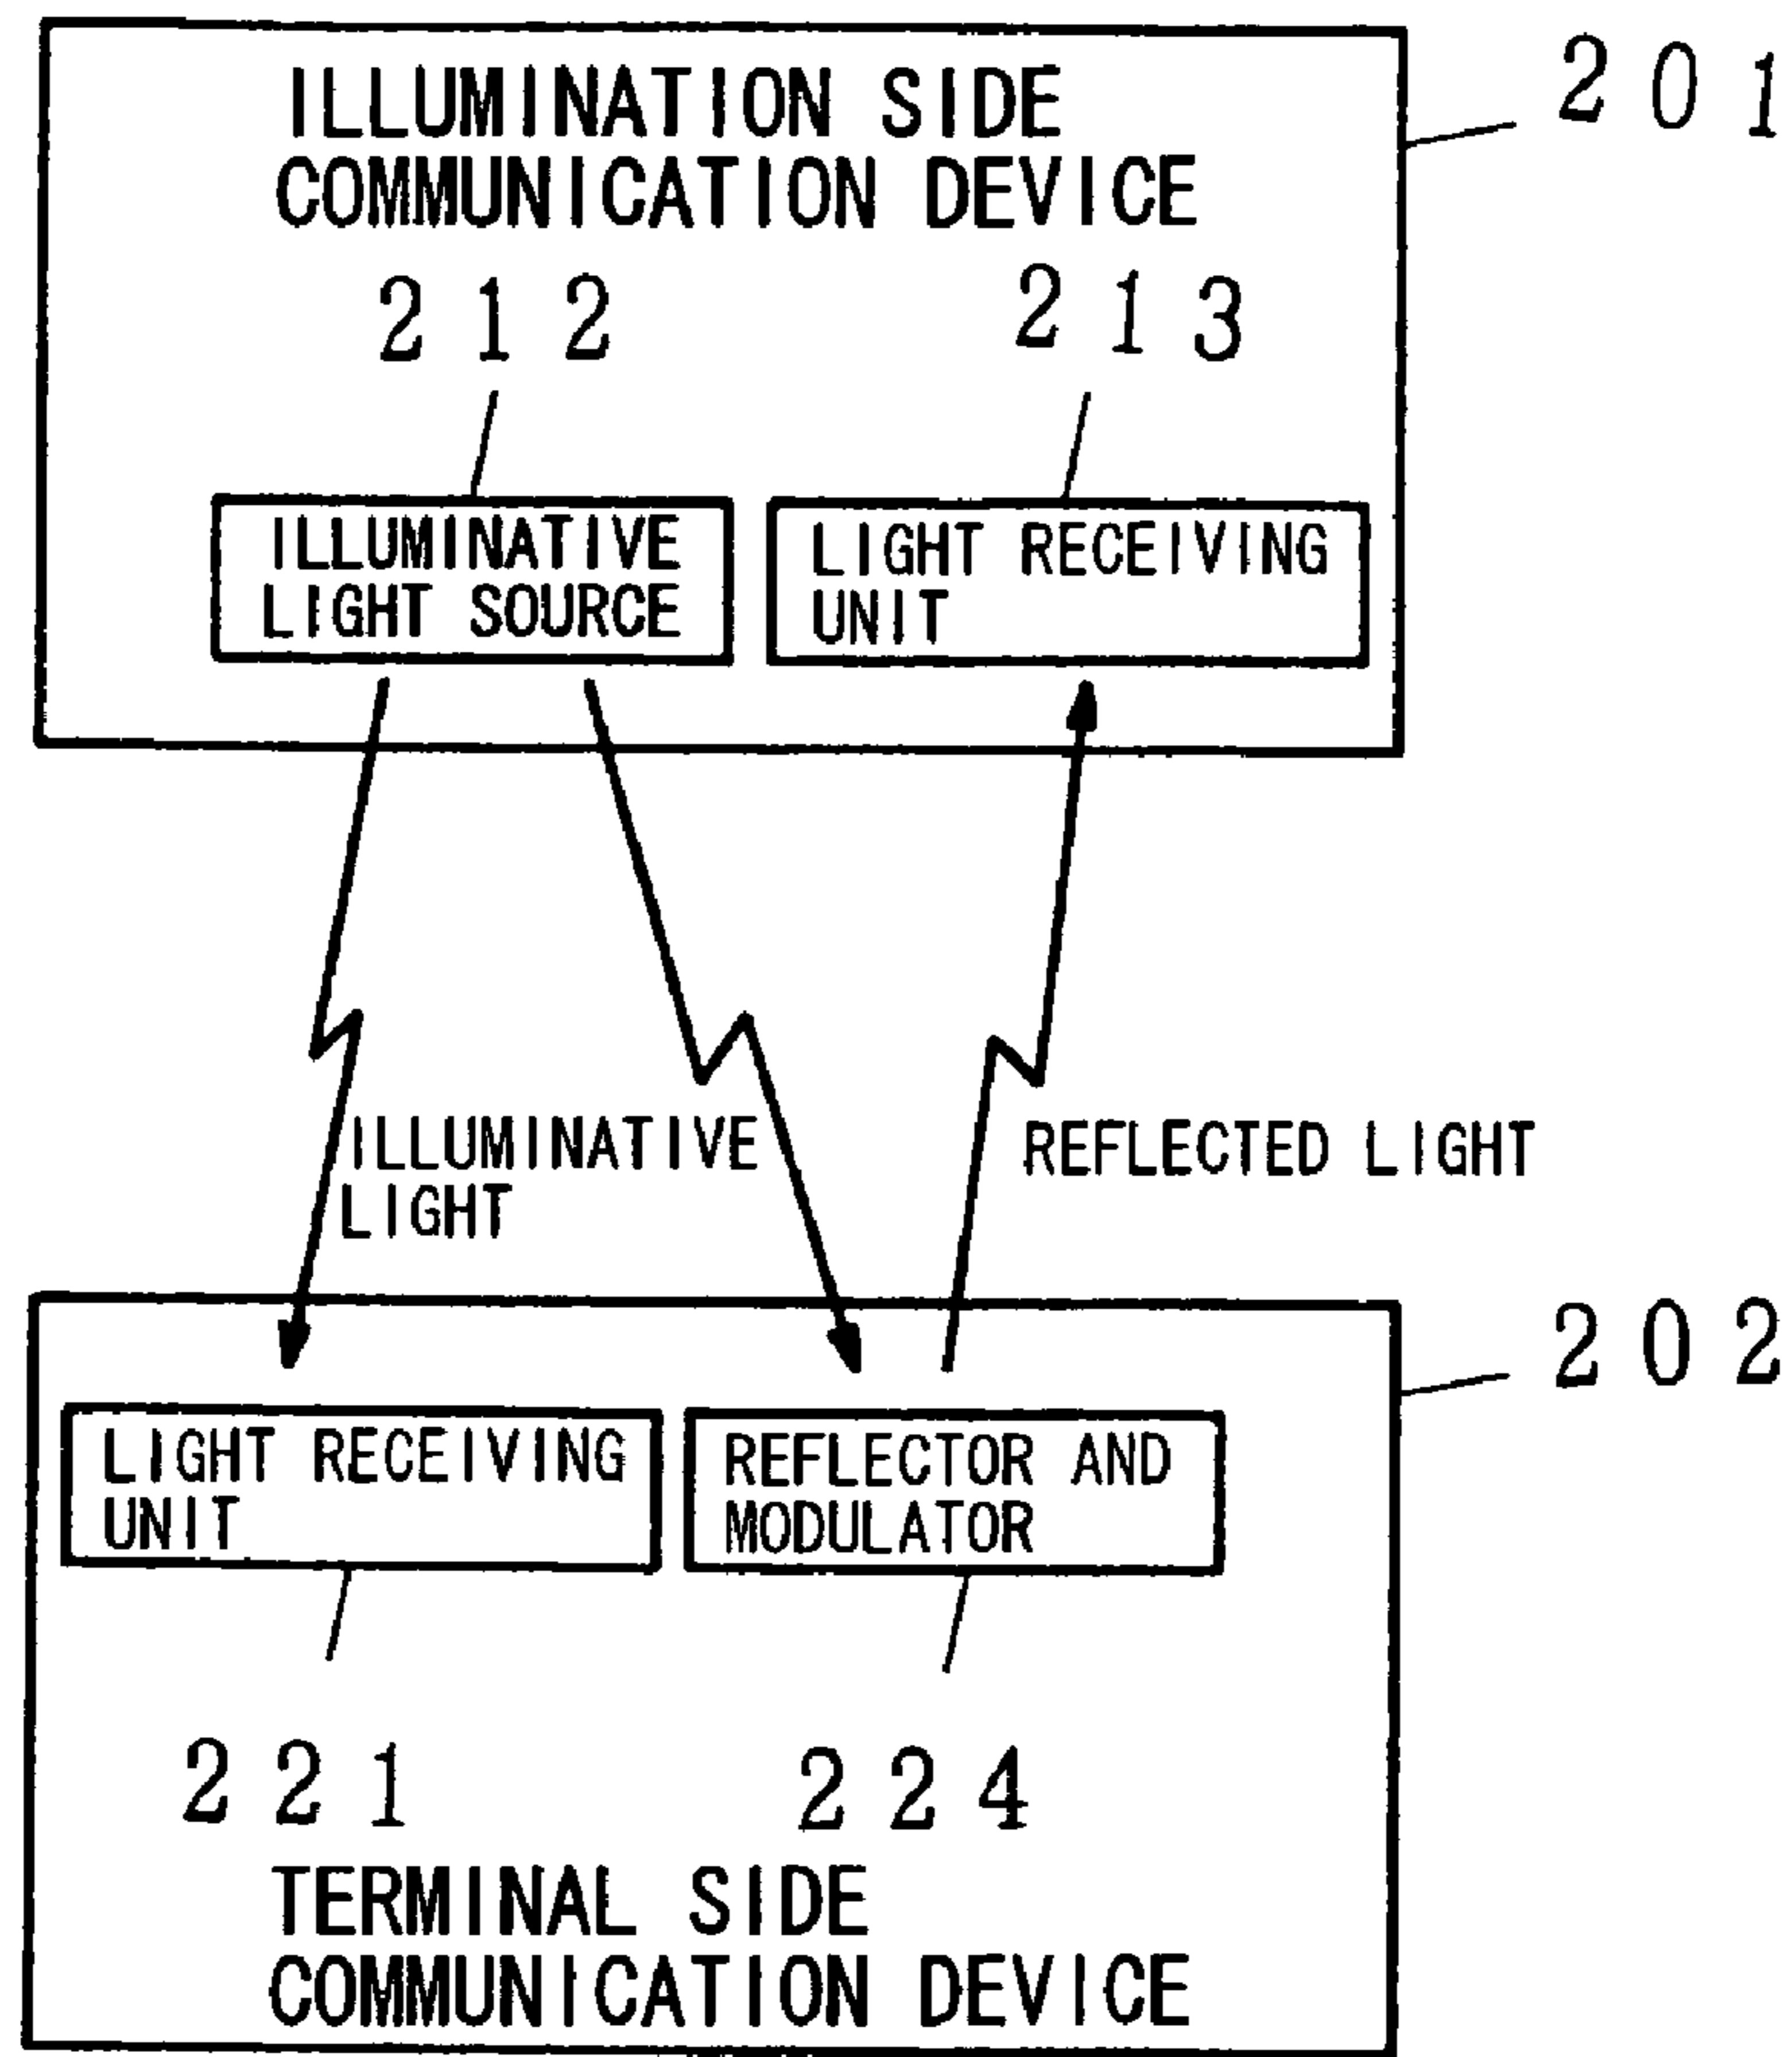 ILLUMINATION SIDE
COMMUNICATION DEVICE
201
212
213
ILLUMINATIVE
LIGHT SOURCE
LIGHT RECEIVING
UNIT
ILLUMINATIVE
LIGHT
REFLECTED LIGHT
202
LIGHT RECEIVING
UNIT
REFLECTOR AND
MODULATOR
221
224
TERMINAL SIDE
COMMUNICATION DEVICE